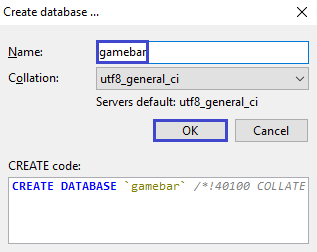 Create database ...
Name:
gamebar
Collation:
utf8_general_ci
Servers default: utf8_general_ci
OK
Cancel
CREATE code:
CREATE DATABASE `gamebar` /*!40100 COLLATE